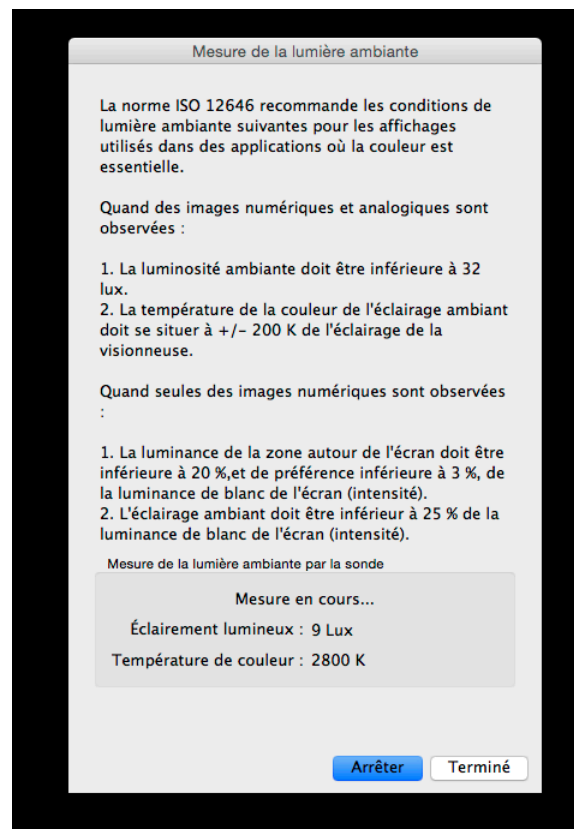 Mesure de la lumière ambiante
La norme ISO 12646 recommande les conditions de
lumière ambiante suivantes pour les affichages
utilisés dans des applications où la couleur est
essentielle.
Quand des images numériques et analogiques sont
observées :
1. La luminosité ambiante doit être inférieure à 32
lux.
2. La température de la couleur de l'éclairage ambiant
doit se situer à +/- 200 K de l'éclairage de la
visionneuse.
Quand seules des images numériques sont observées
:
1. La luminance de la zone autour de l'écran doit être
inférieure à 20 %,et de préférence inférieure à 3 %, de
la luminance de blanc de l'écran (intensité).
2. L'éclairage ambiant doit être inférieur à 25 % de la
luminance de blanc de l'écran (intensité).
Mesure de la lumière ambiante par la sonde
Mesure en cours...
Éclairement lumineux : 9 Lux
Température de couleur : 2800 K
Arrêter Terminé